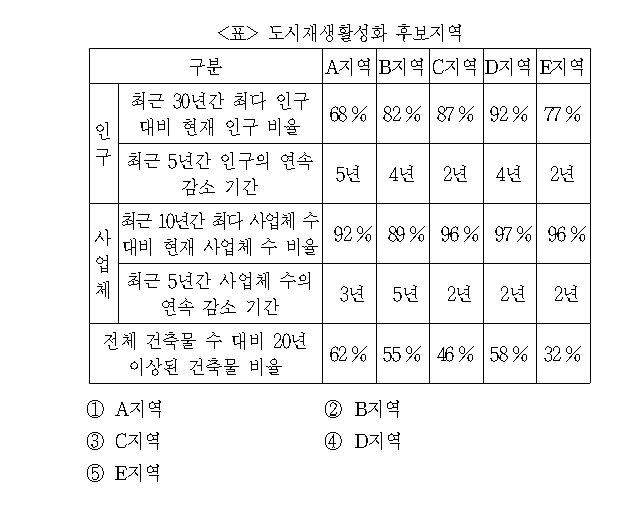 <표> 도시재생활성화 후보지역
구분 A지역 B지역 C지역 D지역 E지역
인구
최근 30년간 최다 인구
대비 현재 인구 비율
68% 82% 87% 92% 77%
최근 5년간 인구의 연속
감소 기간
5년 4년 2년 4년 2년
사업체
최근 10년간 최다 사업체 수
대비 현재 사업체 수 비율
92% 89% 96% 97% 96%
최근 5년간 사업체 수의
연속 감소 기간
3년 5년 2년 2년 2년
전체 건축물 수 대비 20년
이상된 건축물 비율
62% 55% 46% 58% 32%
① A지역 ② B지역
③ C지역 ④ D지역
⑤ E지역